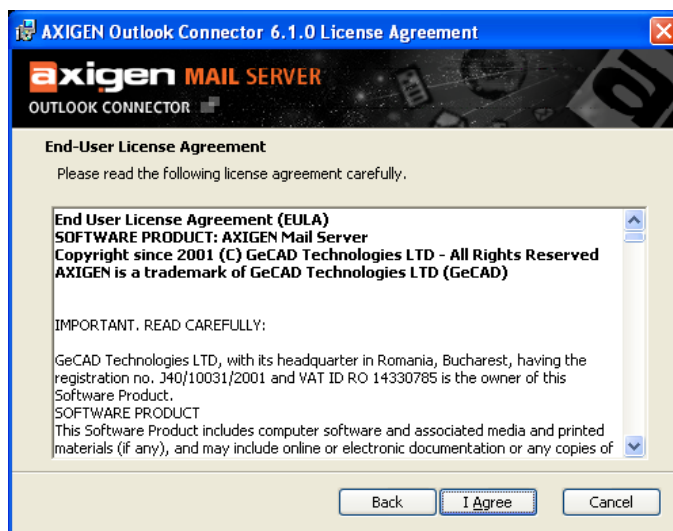 AXIGEN Outlook Connector 6.1.0 License Agreement
axigen MAIL SERVER
OUTLOOK CONNECTOR
End-User License Agreement
Please read the following license agreement carefully.
End User License Agreement (EULA)
SOFTWARE PRODUCT: AXIGEN Mail Server
Copyright since 2001 (C) GeCAD Technologies LTD - All Rights Reserved
AXIGEN is a trademark of GeCAD Technologies LTD (GeCAD)
IMPORTANT. READ CAREFULLY:
GeCAD Technologies LTD, with its headquarter in Romania, Bucharest, having the
registration no. J40/10031/2001 and VAT ID RO 14330785 is the owner of this
Software Product.
SOFTWARE PRODUCT
This Software Product includes computer software and associated media and printed
materials (if any), and may include online or electronic documentation or any copies of
Back
I Agree
Cancel